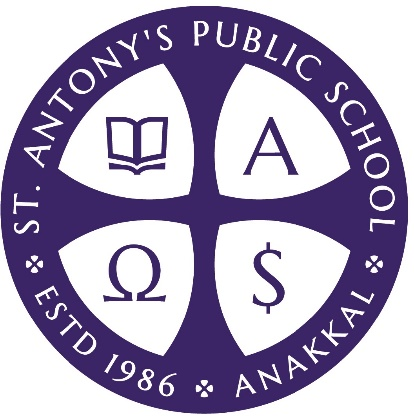 ST. ANTONY'S PUBLIC SCHOOL
A
Ω $
ESTD 1986
ANAKKAL